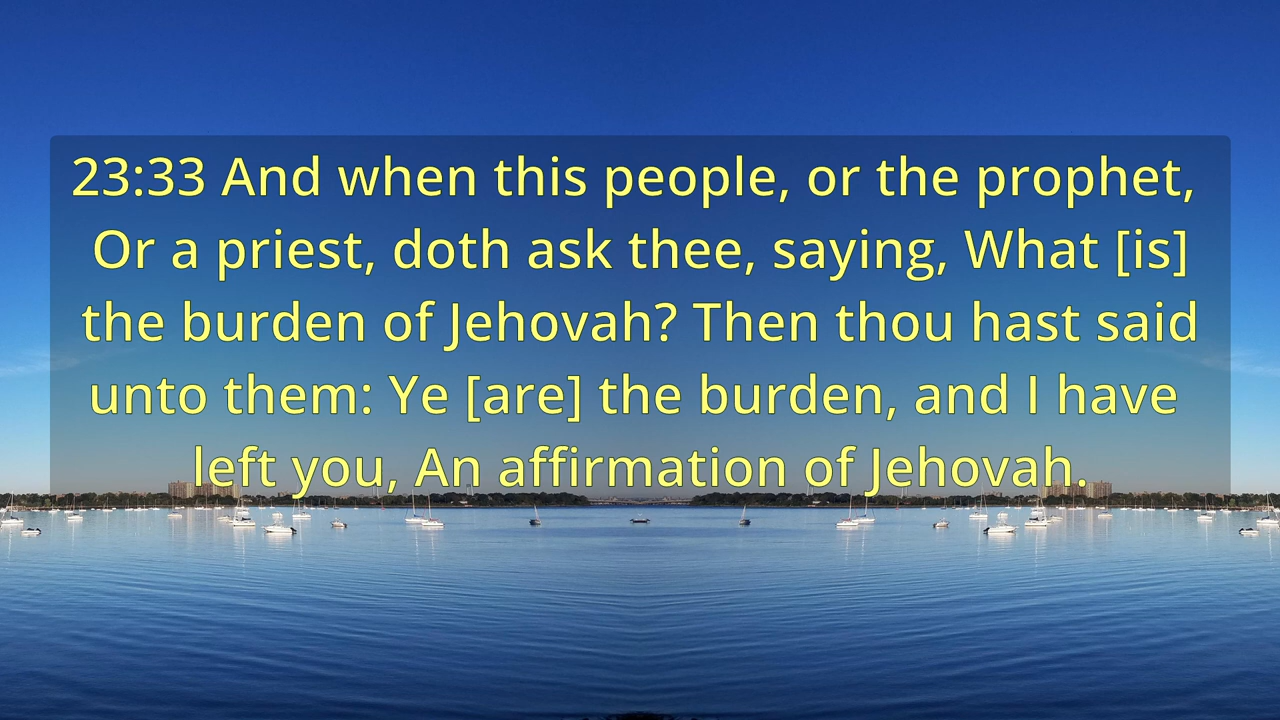 23:33 And when this people, or the prophet,
Or a priest, doth ask thee, saying, What [is]
the burden of Jehovah? Then thou hast said
unto them: Ye [are] the burden, and I have
left you, An affirmation of Jehovah.